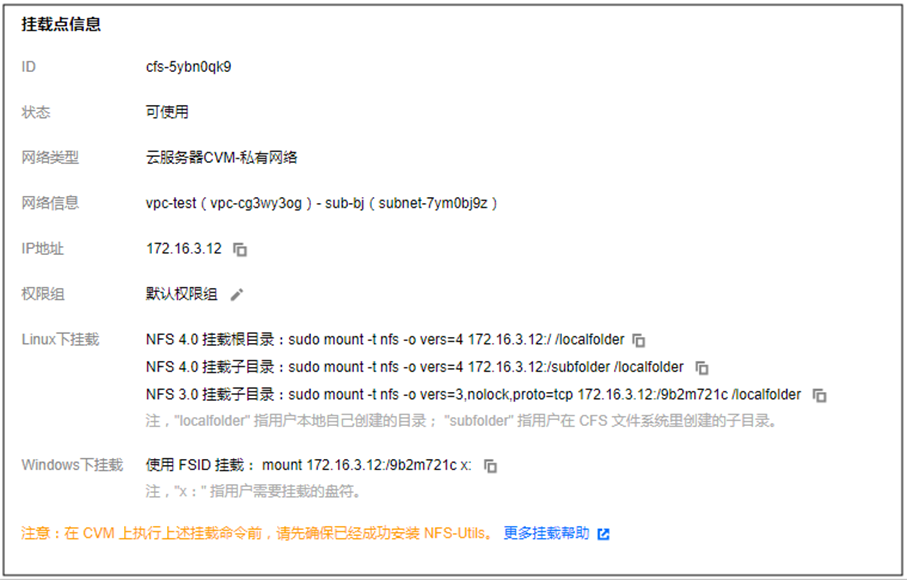 挂载点信息
ID cfs-5ybn0qk9
状态 可使用
网络类型 云服务器CVM-私有网络
网络信息 vpc-test（vpc-cg3wy3og）- sub-bj（subnet-7ym0bj9z）
IP地址 172.16.3.12
权限组 默认权限组
Linux下挂载 NFS 4.0 挂载根目录：sudo mount -t nfs -o vers=4 172.16.3.12:/ /localfolder
NFS 4.0 挂载子目录：sudo mount -t nfs -o vers=4 172.16.3.12:/subfolder /localfolder
NFS 3.0 挂载子目录：sudo mount -t nfs -o vers=3,nolock,proto=tcp 172.16.3.12:/9b2m721c /localfolder
注，"localfolder" 指用户本地自己创建的目录； "subfolder" 指用户在 CFS 文件系统里创建的子目录。
Windows下挂载 使用 FSID 挂载： mount 172.16.3.12:/9b2m721c x:
注，"x：" 指用户需要挂载的盘符。
注意：在 CVM 上执行上述挂载命令前，请先确保已经成功安装 NFS-Utils。 更多挂载帮助